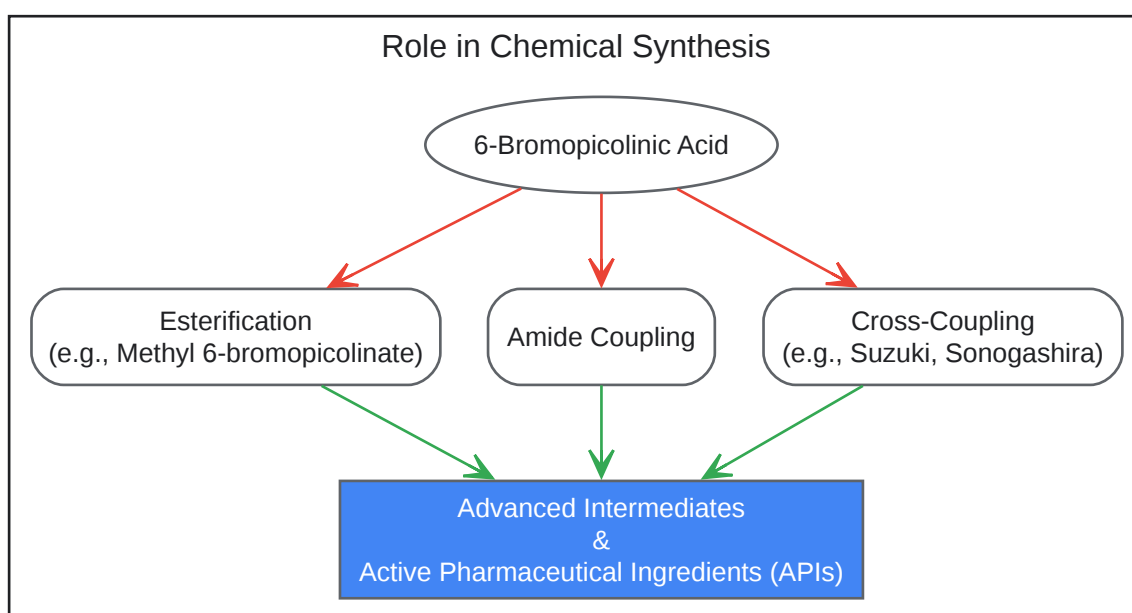 Role in Chemical Synthesis
6-Bromopicolinic Acid
Esterification
(e.g., Methyl 6-bromopicolinate)
Amide Coupling
Cross-Coupling
(e.g., Suzuki, Sonogashira)
Advanced Intermediates
&
Active Pharmaceutical Ingredients (APIs)